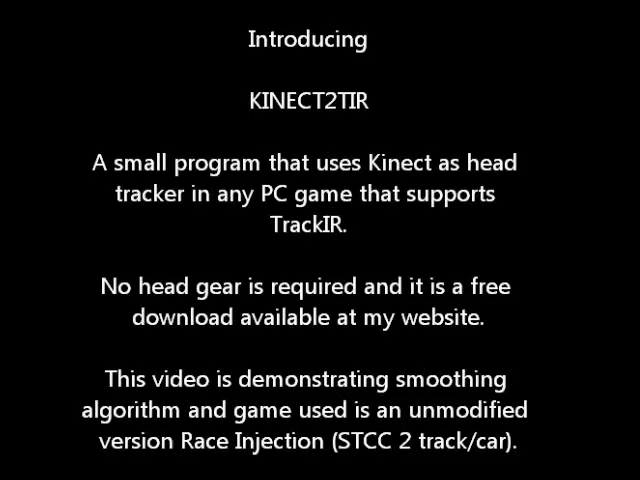 Introducing
KINECT2TIR
A small program that uses Kinect as head
tracker in any PC game that supports
TrackIR.
No head gear is required and it is a free
download available at my website.
This video is demonstrating smoothing
algorithm and game used is an unmodified
version Race Injection (STCC 2 track/car).